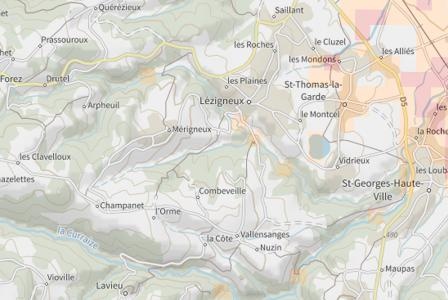 Quérézieux
Saillant
Prassouroux
les Roches
le Cluzel
les Alliés
les Mondons
Forez
Drutel
les Plaines
St-Thomas-la-
Garde
Lézigneux
D5
Arpheuil
le Montcel
Mérigneux
la Roche
les Clavelloux
Vidrieux
les Loub
azelettes
Combeveille
St-Georges-Haute-
Ville
Champanet
l'Orme
la Curraize
la Côte
Vallensanges
480
Nuzin
Maupas
Vioville
Lavieu